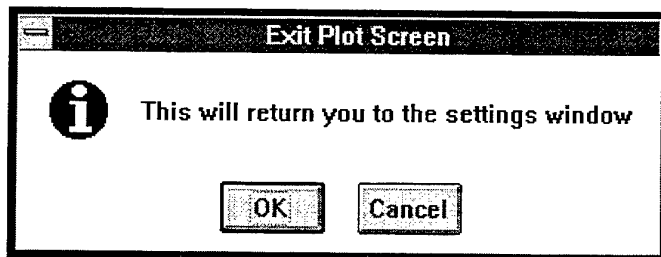 Exit Plot Screen
This will return you to the settings window
OK
Cancel